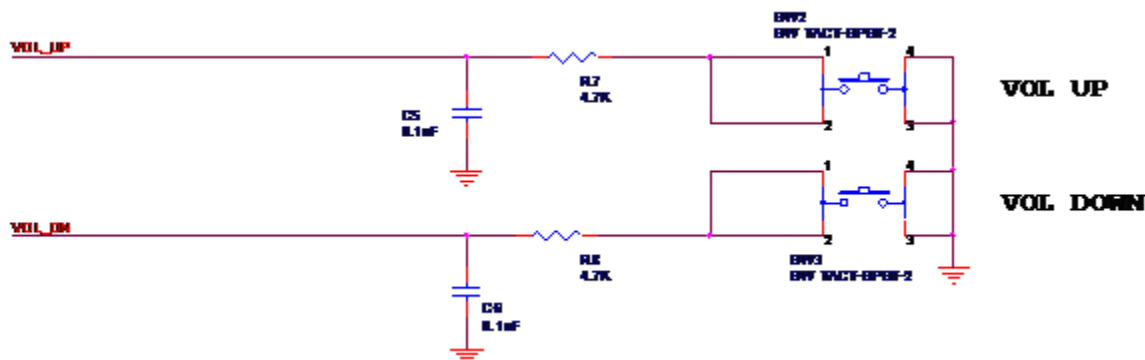 SW2
SW TACT-SPST-2
VOL_UP
1
4
R7
4.7K
VOL UP
C5
0.1uF
2
3
1
4
VOL DOWN
VOL_DN
2
3
R8
4.7K
SW3
SW TACT-SPST-2
C6
0.1uF